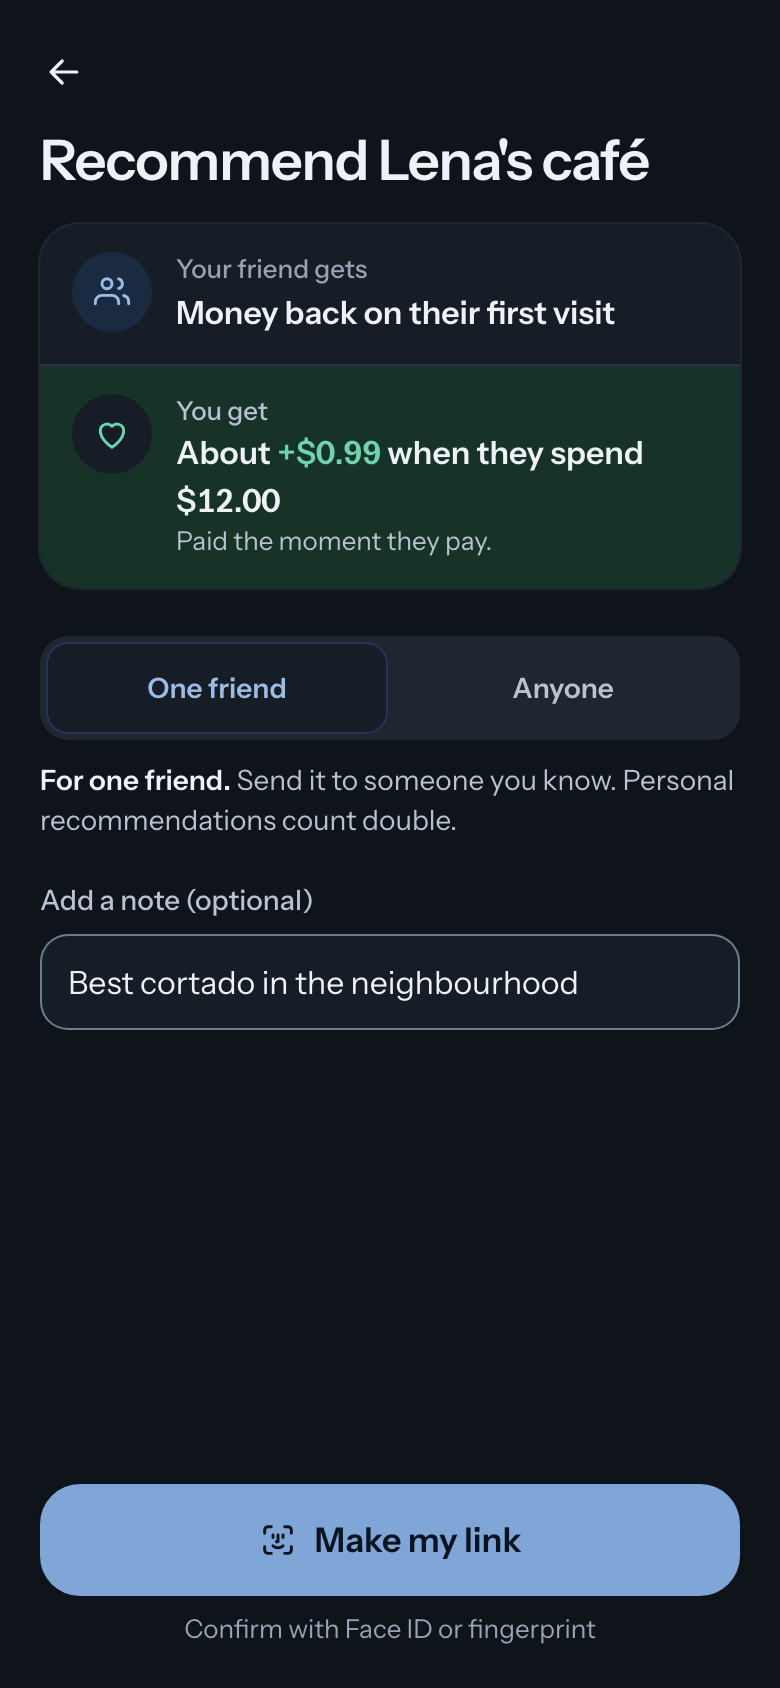 Recommend Lena's café
Your friend gets
Money back on their first visit
You get
About +$0.99 when they spend
$12.00
Paid the moment they pay.
One friend
Anyone
For one friend. Send it to someone you know. Personal
recommendations count double.
Add a note (optional)
Best cortado in the neighbourhood
Make my link
Confirm with Face ID or fingerprint